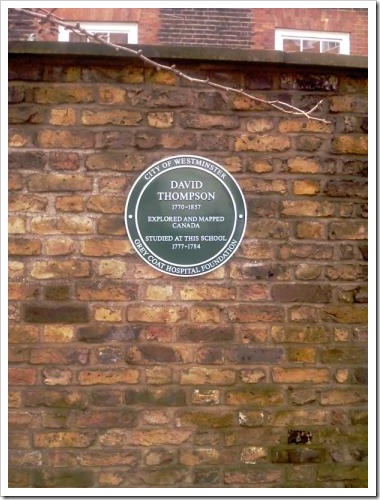 CITY OF WESTMINSTER
DAVID
THOMPSON
1770-1857
EXPLORED AND MAPPED
CANADA
STUDIED AT THIS SCHOOL
1777-1784
GREY COAT HOSPITAL FOUNDATION